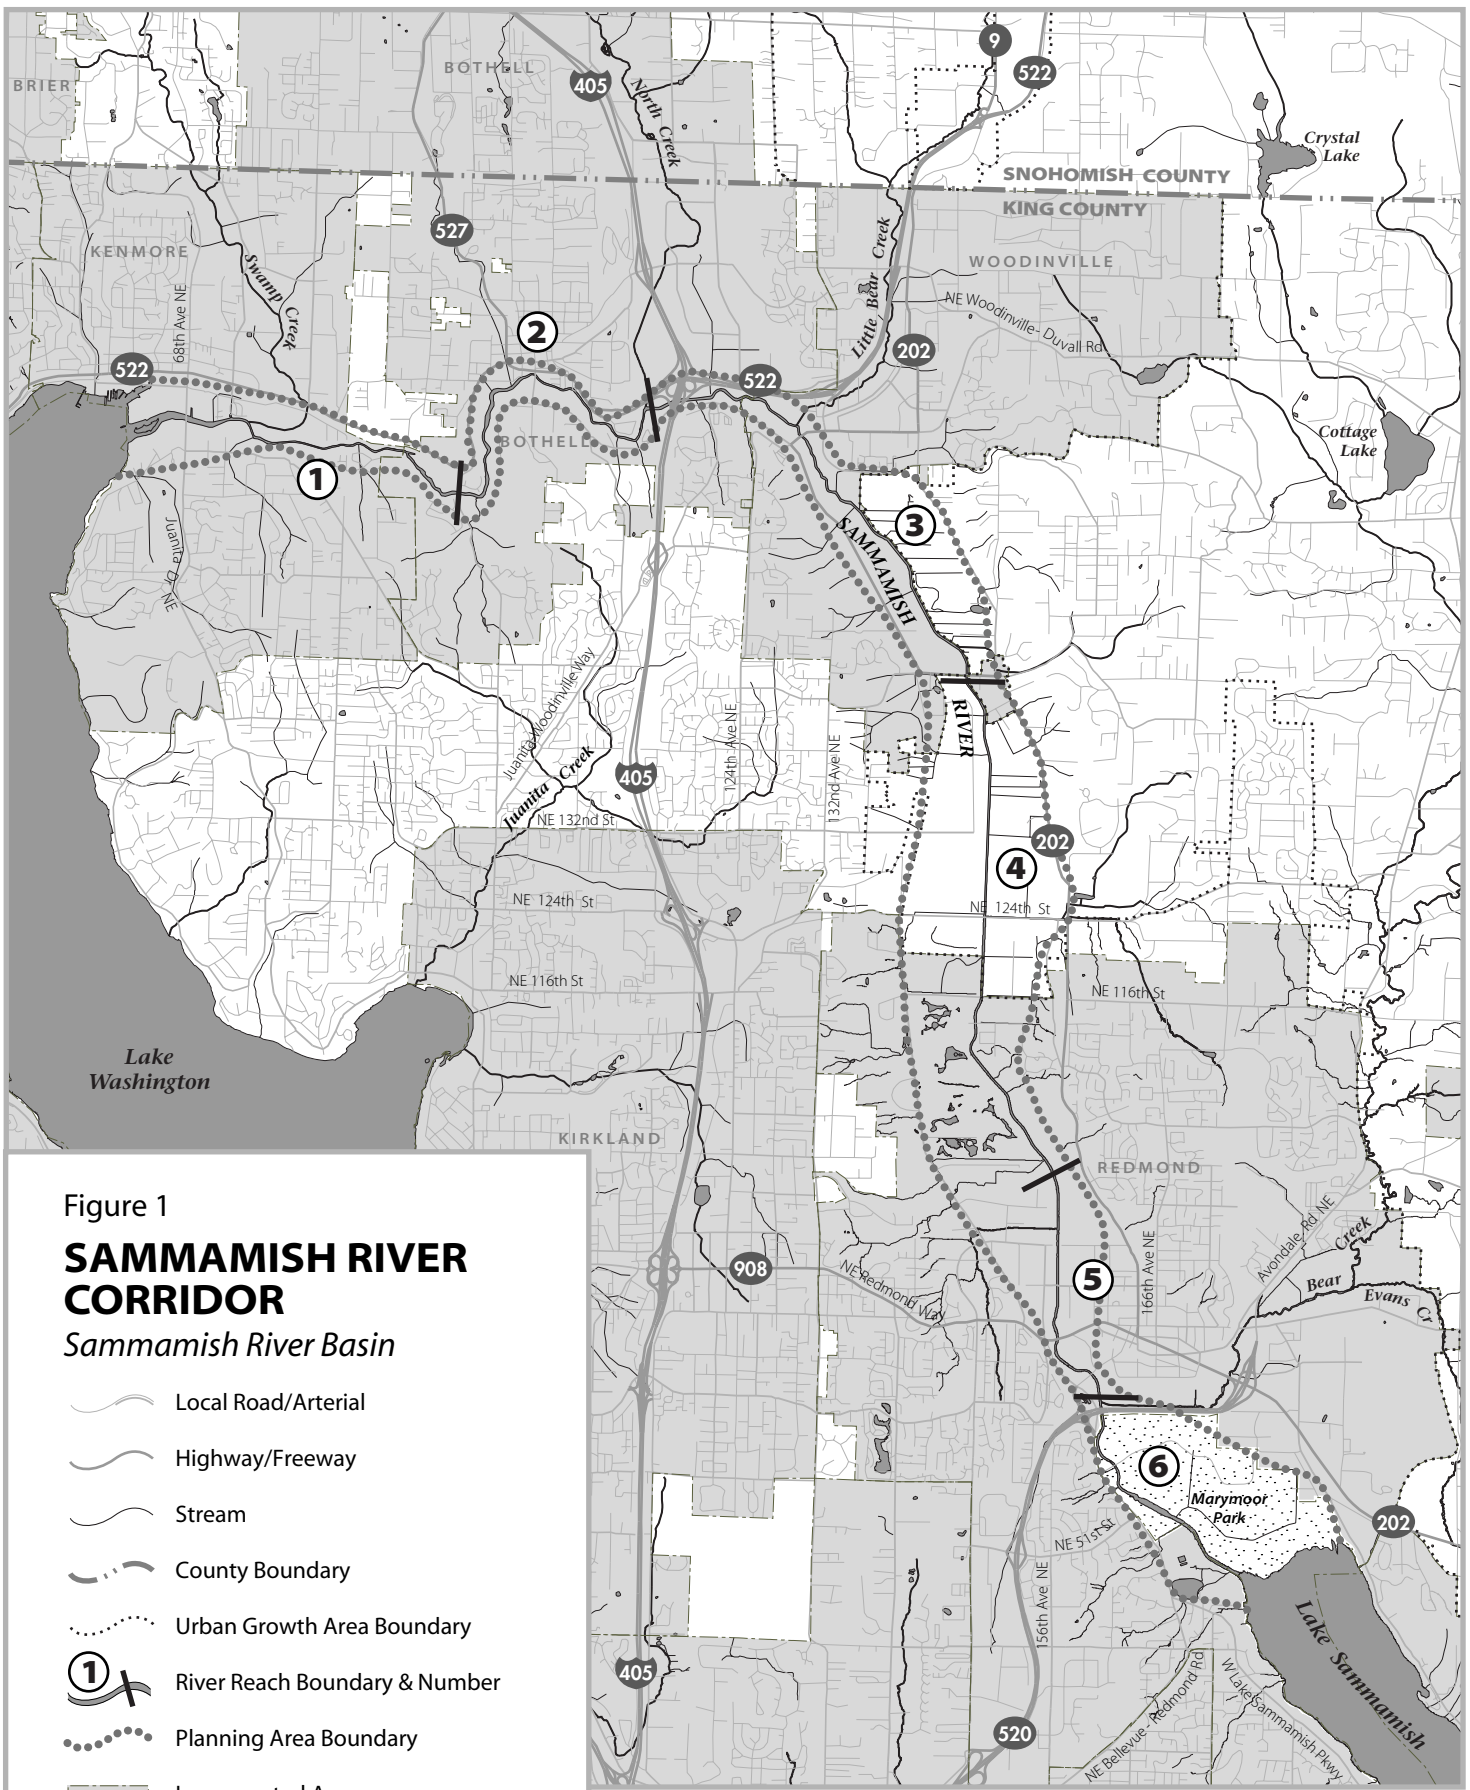 9
522
BOTHELL
405
BRIER
North Creek
Crystal
Lake
SNOHOMISH COUNTY
KING COUNTY
527
KENMORE
Swamp Creek
68th Ave NE
Little Bear Creek
WOODINVILLE
NE Woodinville - Duvall Rd
2
202
522
522
BOTHELL
Cottage
Lake
1
3
Juanita Dr NE
SAMMAMISH
RIVER
Juanita-Woodinville Way
124th Ave NE
132nd Ave NE
405
Juanita Creek
NE 132nd St
202
4
NE 124th St
NE 124th St
NE 116th St
NE 116th St
Lake
Washington
KIRKLAND
REDMOND
908
NE Redmond Way
5
166th Ave NE
Avondale Rd NE
Bear Creek
Evans Cr
6
Marymoor
Park
202
NE 51st St
156th Ave NE
Lake Sammamish
405
520
NE Bellevue - Redmond Rd
W Lake Sammamish Pkwy
Figure 1
SAMMAMISH RIVER
CORRIDOR
Sammamish River Basin
Local Road/Arterial
Highway/Freeway
Stream
County Boundary
Urban Growth Area Boundary
1
River Reach Boundary & Number
Planning Area Boundary